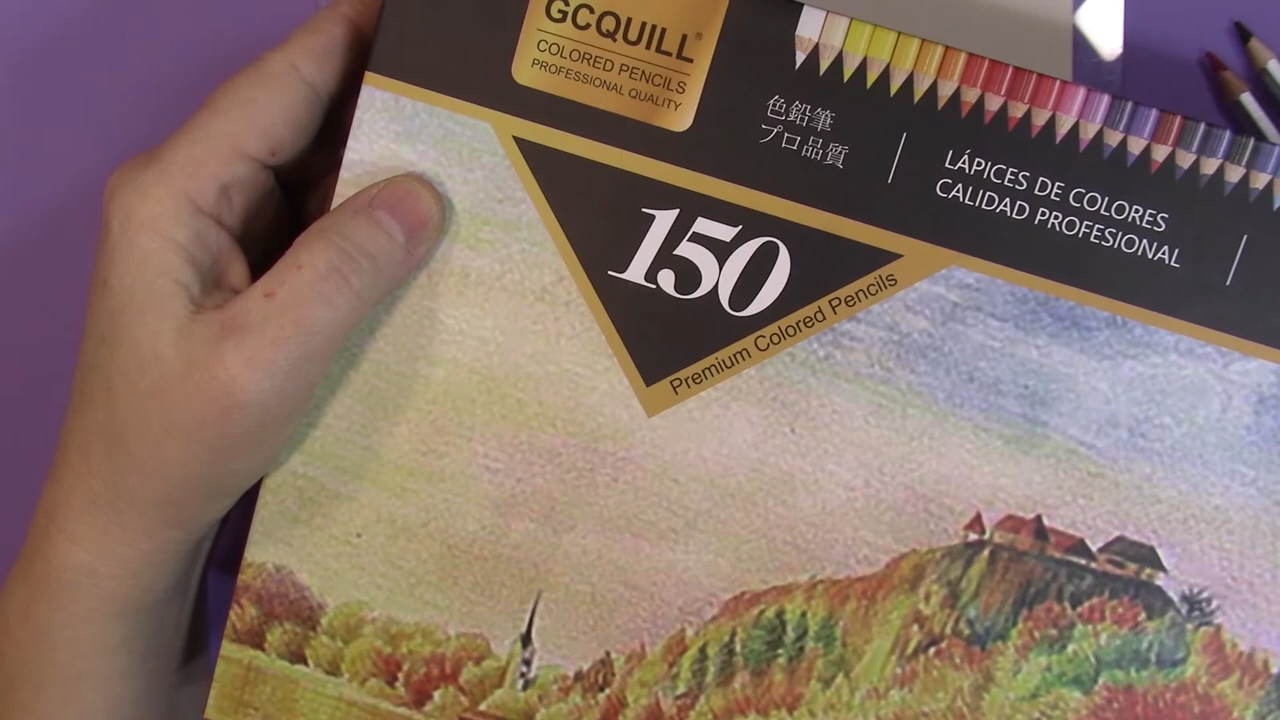 GCQUILL®
COLORED PENCILS
PROFESSIONAL QUALITY
色鉛筆
プロ品質
LÁPICES DE COLORES
CALIDAD PROFESIONAL
150
Premium Colored Pencils